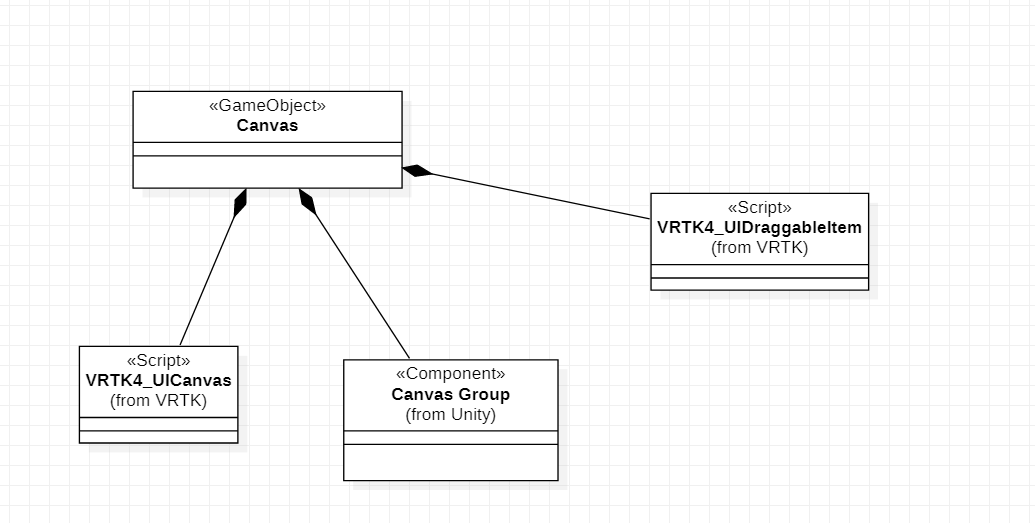 «GameObject»
Canvas
«Script»
VRTK4_UIDraggableItem
(from VRTK)
«Script»
VRTK4_UICanvas
(from VRTK)
«Component»
Canvas Group
(from Unity)